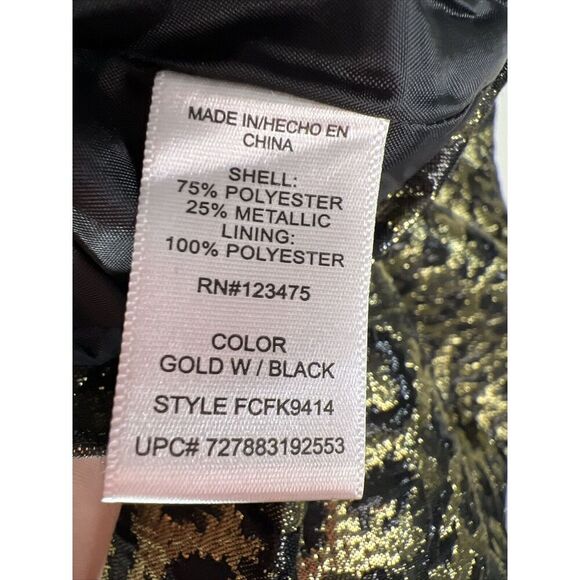 MADE IN/HECHO EN
CHINA
SHELL:
75% POLYESTER
25% METALLIC
LINING:
100% POLYESTER
RN#123475
COLOR
GOLD W / BLACK
STYLE FCFK9414
UPC# 727883192553